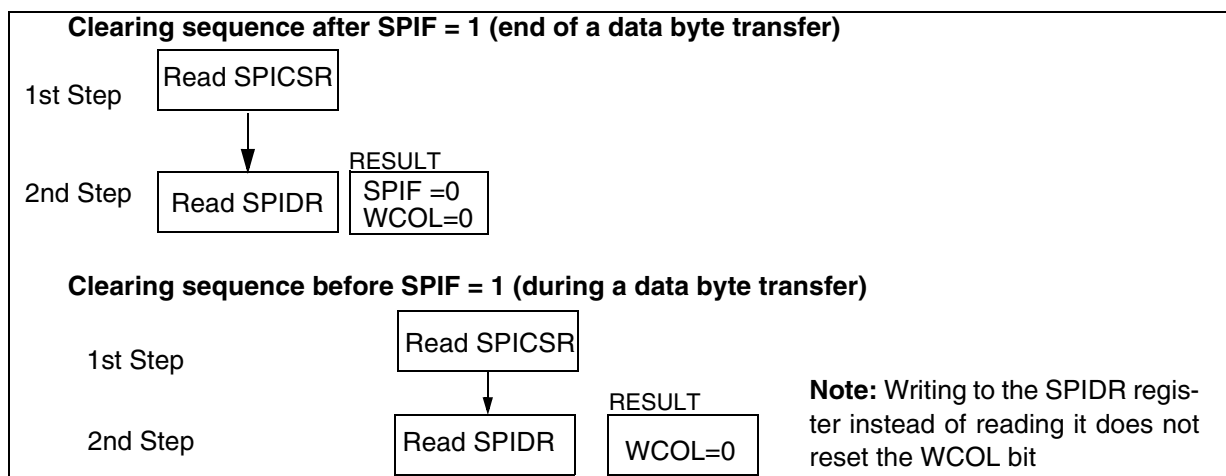 Clearing sequence after SPIF = 1 (end of a data byte transfer)
1st Step
Read SPICSR
2nd Step
Read SPIDR
RESULT
SPIF =0
WCOL=0
Clearing sequence before SPIF = 1 (during a data byte transfer)
1st Step
Read SPICSR
2nd Step
Read SPIDR
RESULT
WCOL=0
Note: Writing to the SPIDR regis-
ter instead of reading it does not
reset the WCOL bit